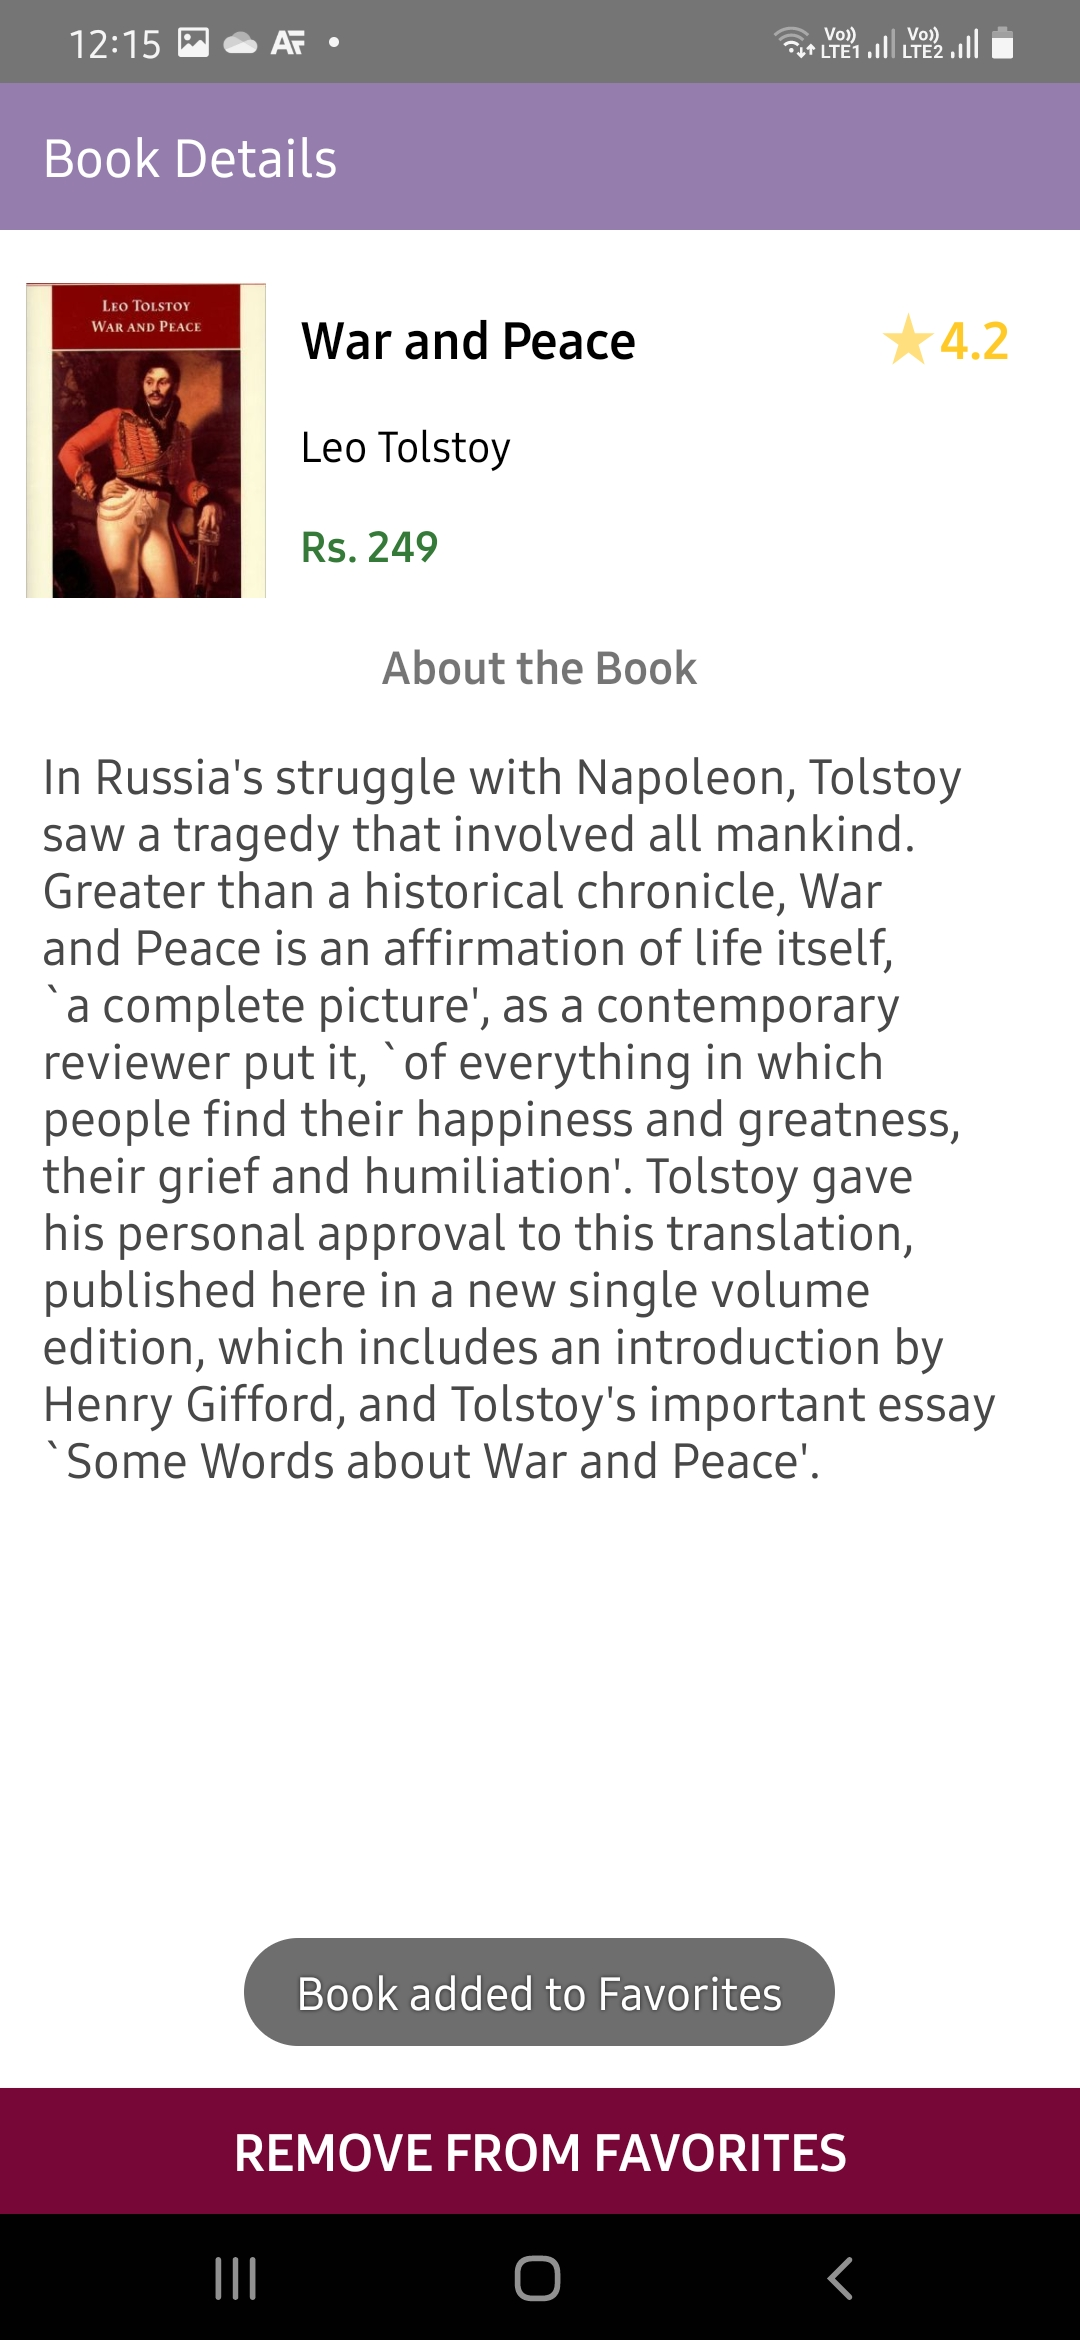 12:15 AF
Vo)) LTE1 Vo)) LTE2
Book Details
LEO TOLSTOY
WAR AND PEACE
War and Peace
4.2
Leo Tolstoy
Rs. 249
About the Book
In Russia's struggle with Napoleon, Tolstoy
saw a tragedy that involved all mankind.
Greater than a historical chronicle, War
and Peace is an affirmation of life itself,
`a complete picture', as a contemporary
reviewer put it, `of everything in which
people find their happiness and greatness,
their grief and humiliation'. Tolstoy gave
his personal approval to this translation,
published here in a new single volume
edition, which includes an introduction by
Henry Gifford, and Tolstoy's important essay
`Some Words about War and Peace'.
Book added to Favorites
REMOVE FROM FAVORITES